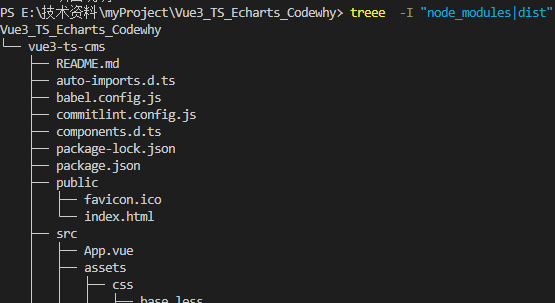 PS E:\技术资料\myProject\Vue3_TS_Echarts_Codewhy> treee  -I "node_modules|dist"
Vue3_TS_Echarts_Codewhy
└── vue3-ts-cms
    ├── README.md
    ├── auto-imports.d.ts
    ├── babel.config.js
    ├── commitlint.config.js
    ├── components.d.ts
    ├── package-lock.json
    ├── package.json
    ├── public
    │   ├── favicon.ico
    │   └── index.html
    ├── src
    │   ├── App.vue
    │   ├── assets
    │   │   ├── css
    │   │   │   ├── base.less